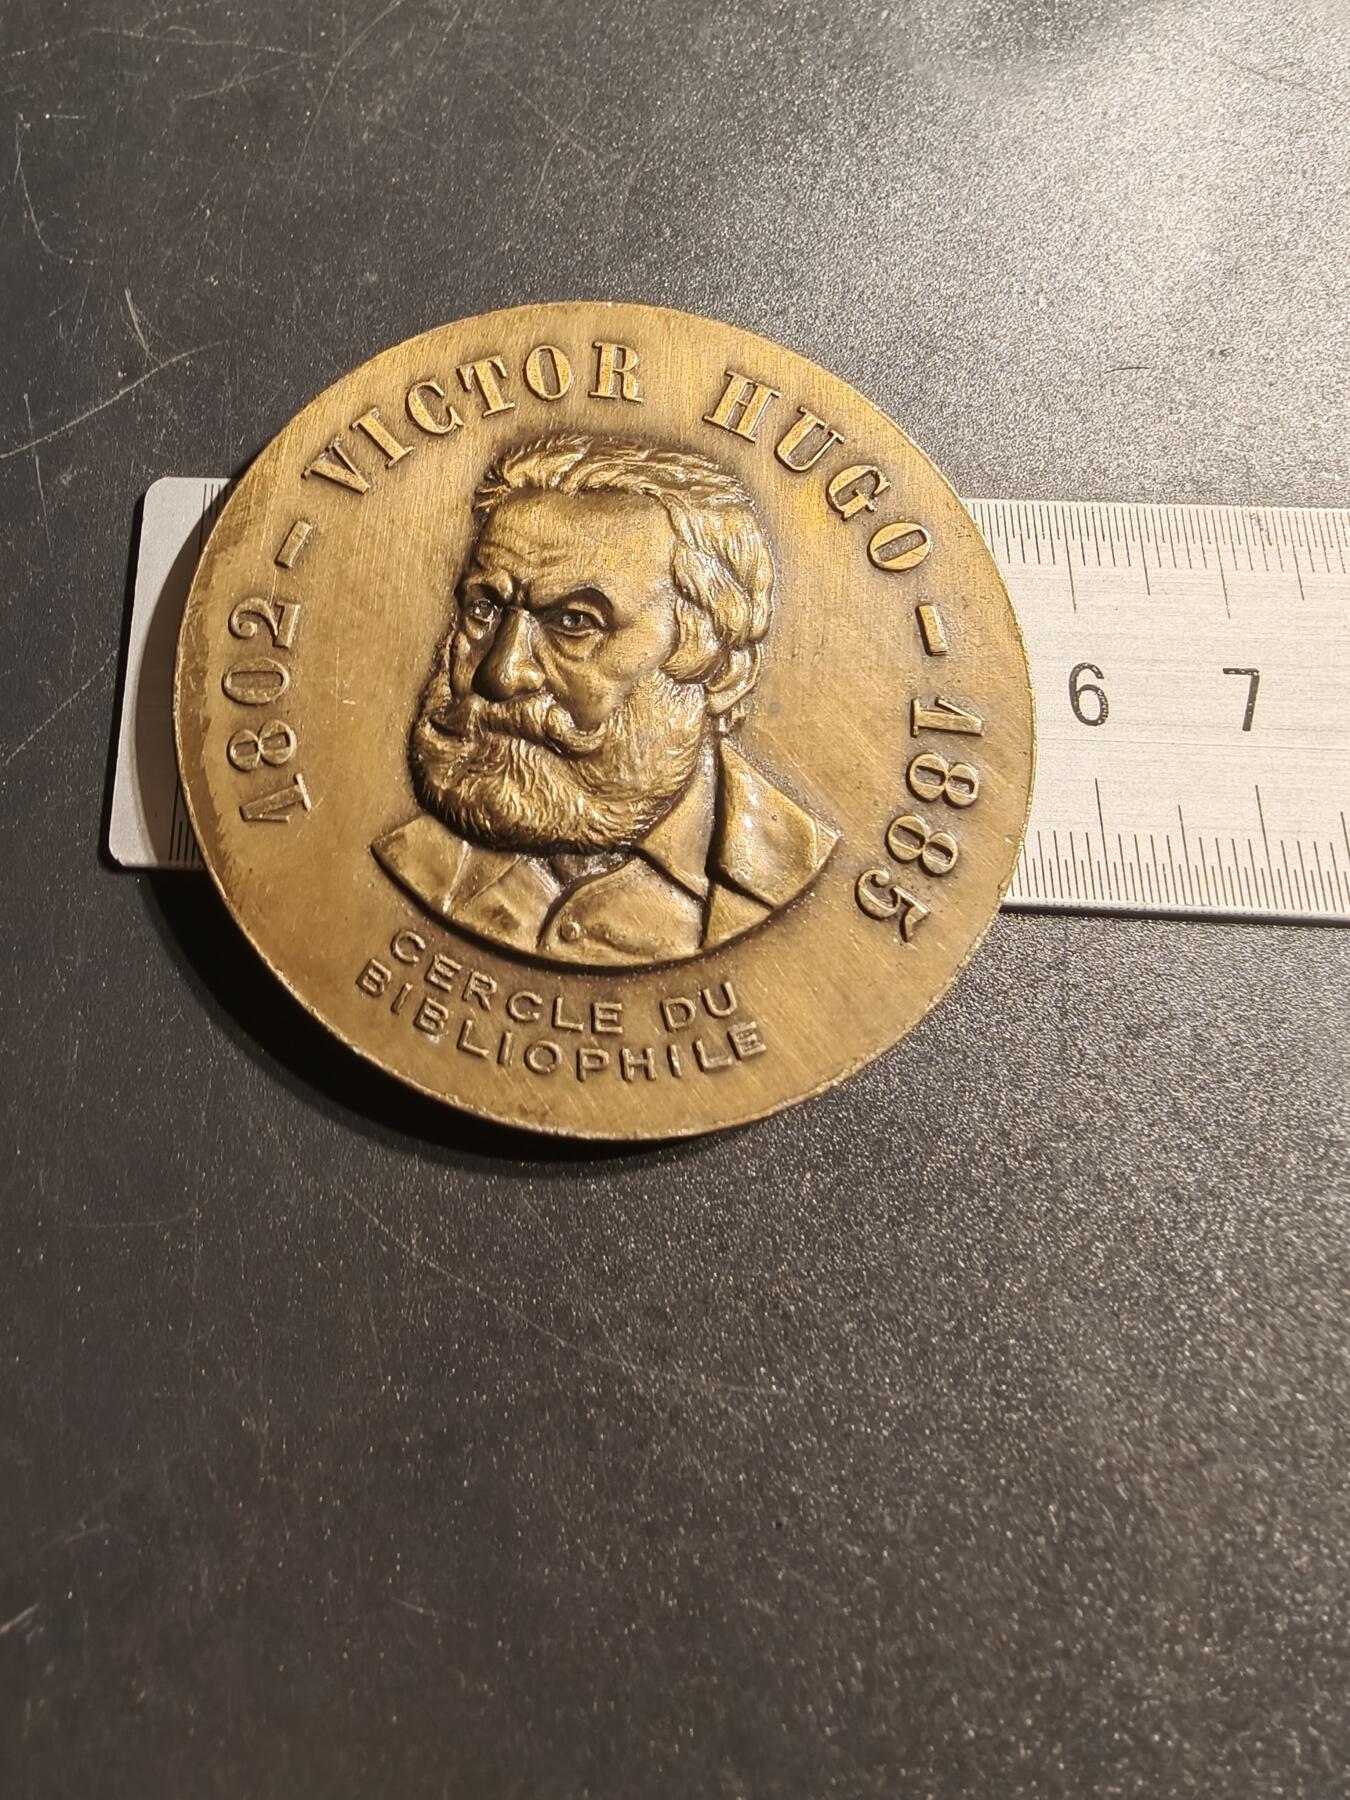 1802 - VICTOR HUGO - 1885
CERCLE DU
BIBLIOPHILE
6 7